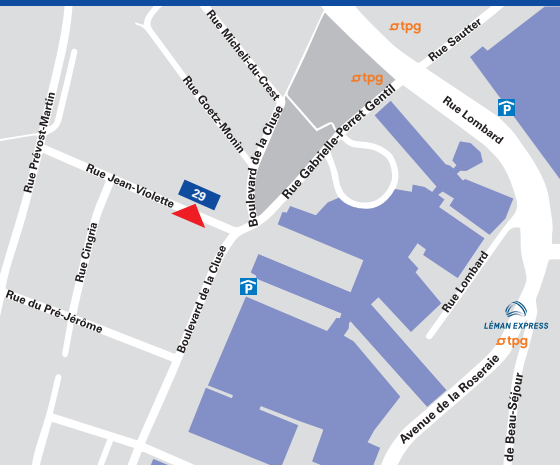 tpg
Rue Sautter
Rue Micheli-du-Crest
tpg
Rue Goetz-Monin
Rue Prévost-Martin
P
Rue Lombard
Boulevard de la Cluse
Rue Gabrielle-Perret Gentil
Rue Jean-Violette
29
Rue Cingria
Boulevard de la Cluse
P
Rue Lombard
Rue du Pré-Jérôme
LÉMAN EXPRESS
tpg
Avenue de la Roseraie
de Beau-Séjour